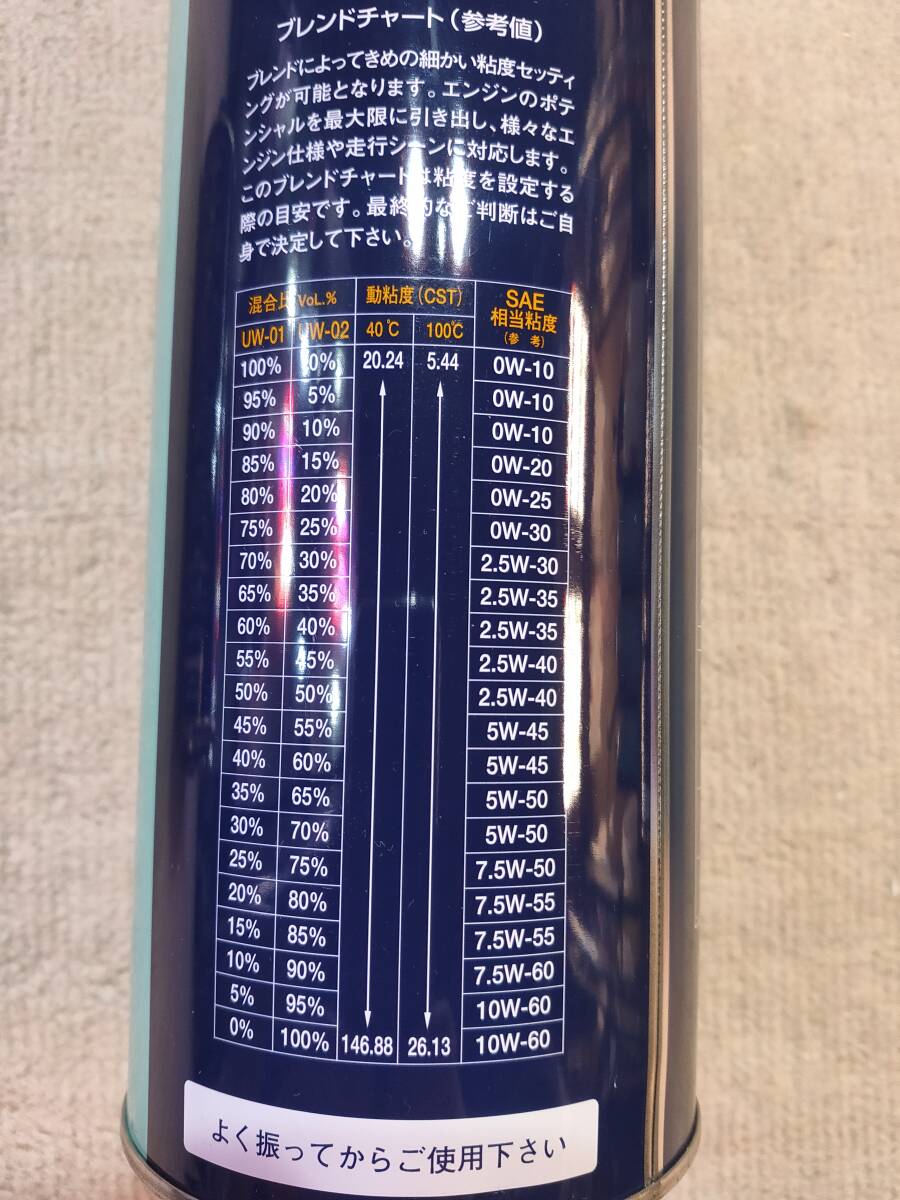 ブレンドチャート（参考値）
ブレンドによってきめの細かい粘度セッティ
ングが可能となります。エンジンのポテ
ンシャルを最大限に引き出し、様々なエ
ンジン仕様や走行シーンに対応します。
このブレンドチャートは粘度を設定する
際の目安です。最終的なご判断はご自
身で決定して下さい。
混合比 VoL.% 動粘度（CST） SAE 相当粘度 （参 考）
UW-01 UW-02 40℃ 100℃
100% 0% 20.24 5.44 0W-10
95% 5% 0W-10
90% 10% 0W-10
85% 15% 0W-20
80% 20% 0W-25
75% 25% 0W-30
70% 30% 2.5W-30
65% 35% 2.5W-35
60% 40% 2.5W-35
55% 45% 2.5W-40
50% 50% 2.5W-40
45% 55% 5W-45
40% 60% 5W-45
35% 65% 5W-50
30% 70% 5W-50
25% 75% 7.5W-50
20% 80% 7.5W-55
15% 85% 7.5W-55
10% 90% 7.5W-60
5% 95% 10W-60
0% 100% 146.88 26.13 10W-60
よく振ってからご使用下さい